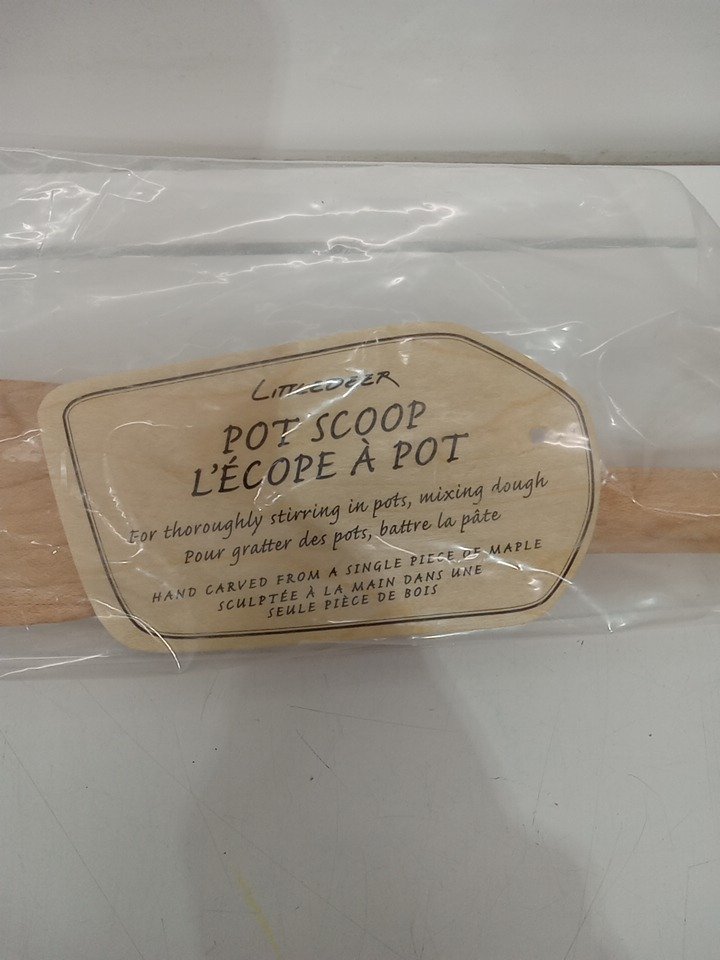 LITTLEDEER
POT SCOOP
L'ÉCOPE À POT
For thoroughly stirring in pots, mixing dough
Pour gratter des pots, battre la pâte
HAND CARVED FROM A SINGLE PIECE OF MAPLE
SCULPTÉE À LA MAIN DANS UNE
SEULE PIÈCE DE BOIS